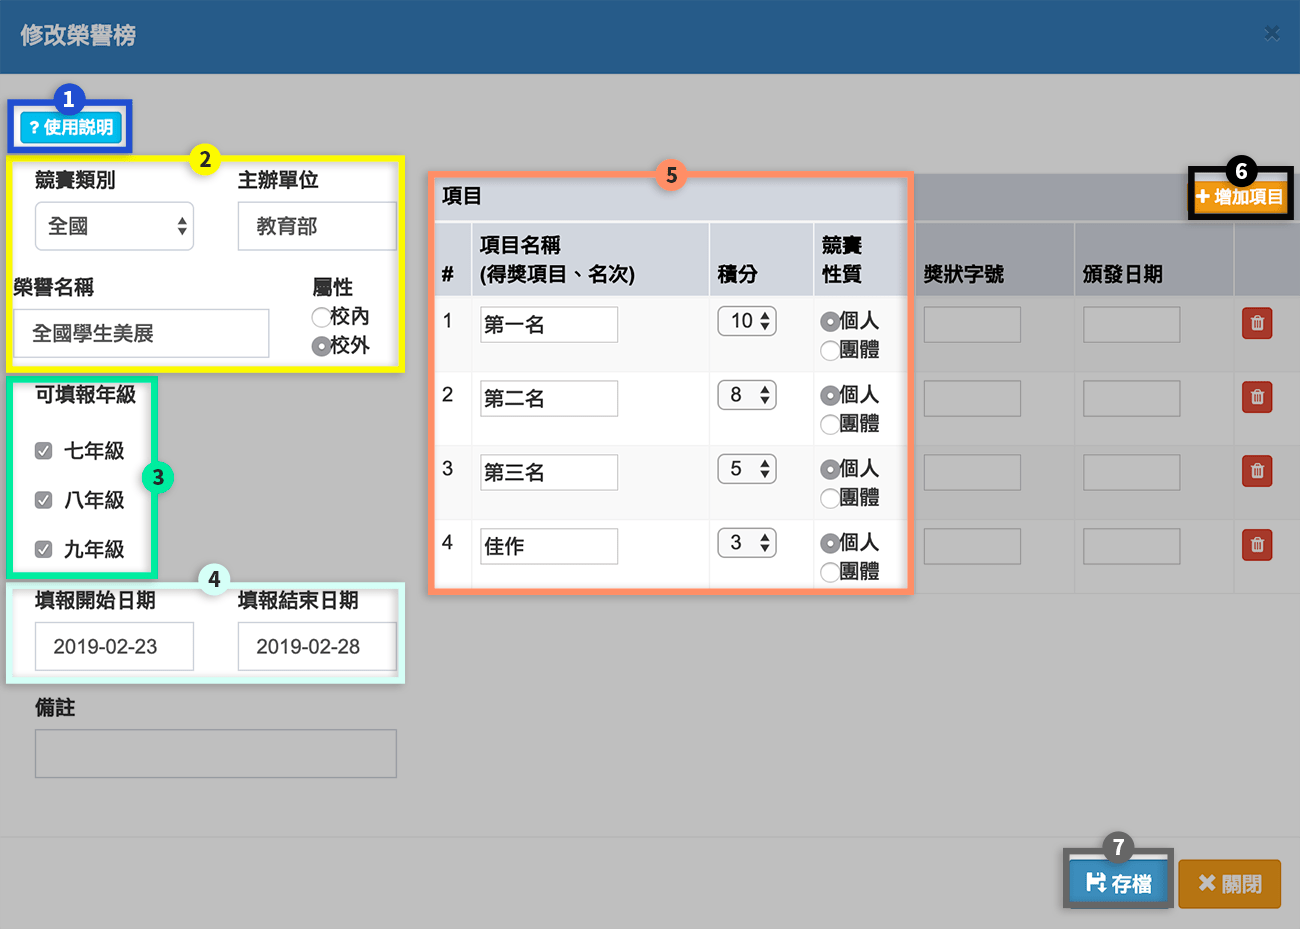 修改榮譽榜
×
1
? 使用説明
2
競賽類別 主辦單位
全國 教育部
榮譽名稱 屬性
全國學生美展 校內
校外
3
可填報年級
七年級
八年級
九年級
4
填報開始日期 填報結束日期
2019-02-23 2019-02-28
備註
5
項目
6
+ 增加項目
# 項目名稱 (得獎項目、名次) 積分 競賽性質 獎狀字號 頒發日期
1 第一名 10 個人
團體
2 第二名 8 個人
團體
3 第三名 5 個人
團體
4 佳作 3 個人
團體
7
存檔 × 關閉